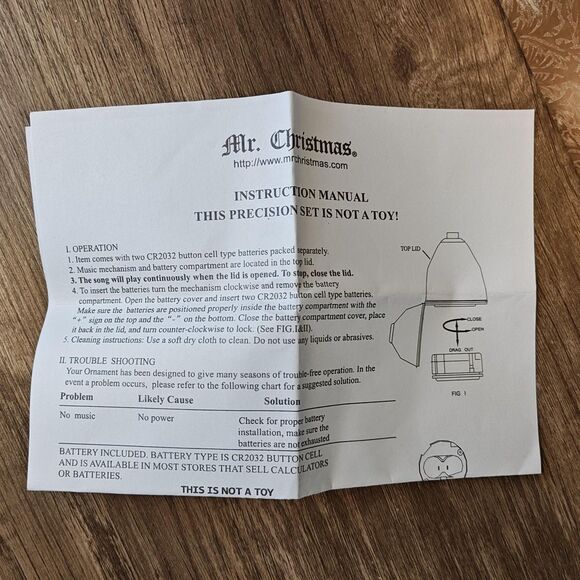 Mr. Christmas®
http://www.mrchristmas.com
INSTRUCTION MANUAL
THIS PRECISION SET IS NOT A TOY!
I. OPERATION
1. Item comes with two CR2032 button cell type batteries packed separately.
2. Music mechanism and battery compartment are located in the top lid.
3. The song will play continuously when the lid is opened. To stop, close the lid.
4. To insert the batteries turn the mechanism clockwise and remove the battery
compartment. Open the battery cover and insert two CR2032 button cell type batteries.
Make sure the batteries are positioned properly inside the battery compartment with the
"+" sign on the top and the "-" on the bottom. Close the battery compartment cover, place
it back in the lid, and turn counter-clockwise to lock. (See FIG.I&II).
5. Cleaning instructions: Use a soft dry cloth to clean. Do not use any liquids or abrasives.
TOP LID
CLOSE
OPEN
DRAG OUT
FIG I
II. TROUBLE SHOOTING
Your Ornament has been designed to give many seasons of trouble-free operation. In the
event a problem occurs, please refer to the following chart for a suggested solution.
Problem Likely Cause Solution
No music No power Check for proper battery
installation, make sure the
batteries are not exhausted
BATTERY INCLUDED. BATTERY TYPE IS CR2032 BUTTON CELL
AND IS AVAILABLE IN MOST STORES THAT SELL CALCULATORS
OR BATTERIES.
THIS IS NOT A TOY